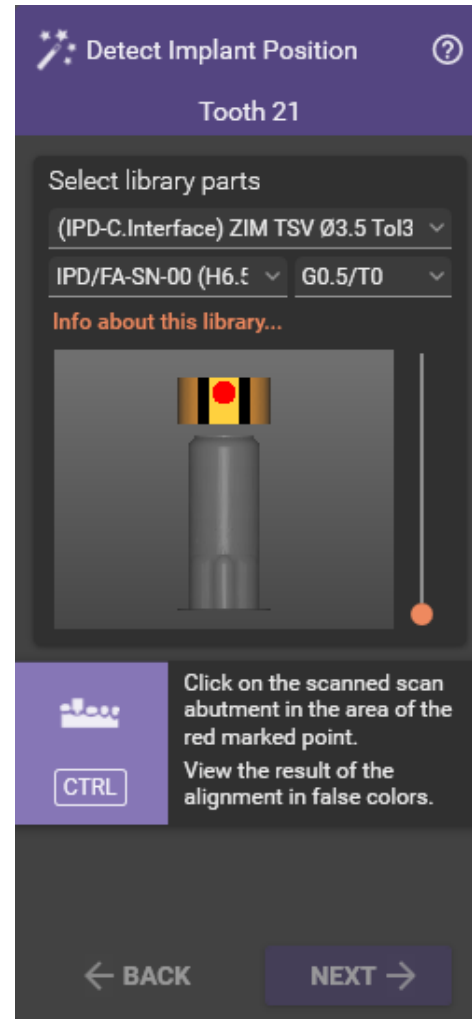 Detect Implant Position
Tooth 21
Select library parts
(IPD-C.Interface) ZIM TSV Ø3.5 Tol3
IPD/FA-SN-00 (H6.5 G0.5/T0
Info about this library...
Click on the scanned scan
abutment in the area of the
red marked point.
CTRL
View the result of the
alignment in false colors.
BACK NEXT